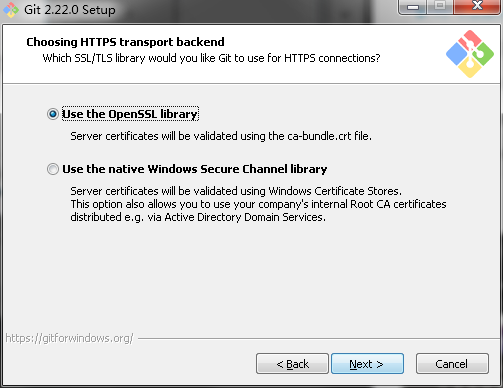 Git 2.22.0 Setup
Choosing HTTPS transport backend
Which SSL/TLS library would you like Git to use for HTTPS connections?
Use the OpenSSL library
Server certificates will be validated using the ca-bundle.crt file.
Use the native Windows Secure Channel library
Server certificates will be validated using Windows Certificate Stores.
This option also allows you to use your company's internal Root CA certificates
distributed e.g. via Active Directory Domain Services.
https://gitforwindows.org/
< Back
Next >
Cancel